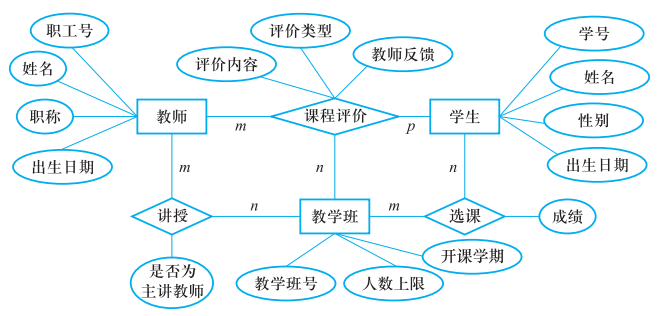 职工号
评价类型
学号
姓名
评价内容
教师反馈
姓名
职称
教师
m
课程评价
p
学生
性别
出生日期
出生日期
m
n
n
讲授
n
教学班
m
选课
成绩
是否为
主讲教师
教学班号
人数上限
开课学期